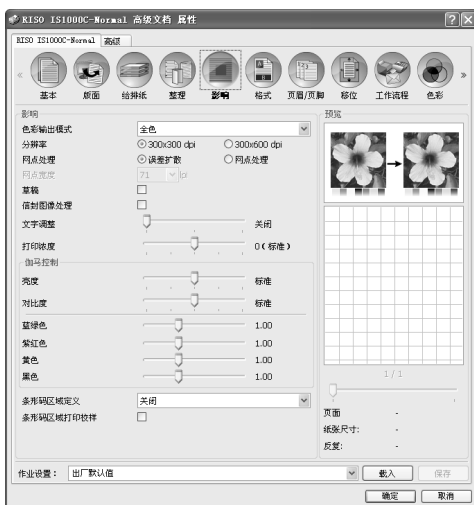 RISO IS1000C-Normal 高级文档 属性
RISO IS1000C-Normal 高级
基本 版面 给排纸 整理 影响 格式 页眉/页脚 移位 工作流程 色彩
影响
色彩输出模式 全色
分辨率 300x300 dpi 300x600 dpi
网点处理 误差扩散 网点处理
网点宽度 71 lpi
草稿
信封图像处理
文字调整 关闭
打印浓度 0(标准)
伽马控制
亮度 标准
对比度 标准
蓝绿色 1.00
紫红色 1.00
黄色 1.00
黑色 1.00
条形码区域定义 关闭
条形码区域打印校样
预览
1 / 1
页面 -
纸张尺寸: -
反复: -
作业设置: 出厂默认值 载入 保存
确定 取消